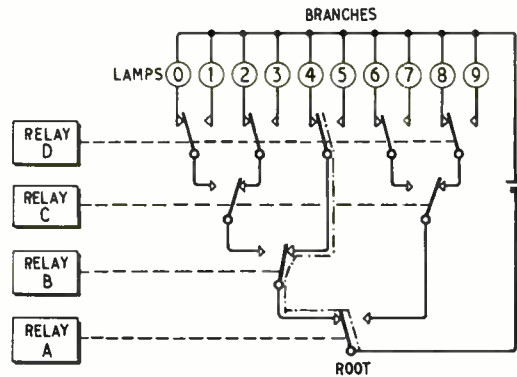 BRANCHES
LAMPS 0 1 2 3 4 5 6 7 8 9
RELAY
D
RELAY
C
RELAY
B
RELAY
A
ROOT